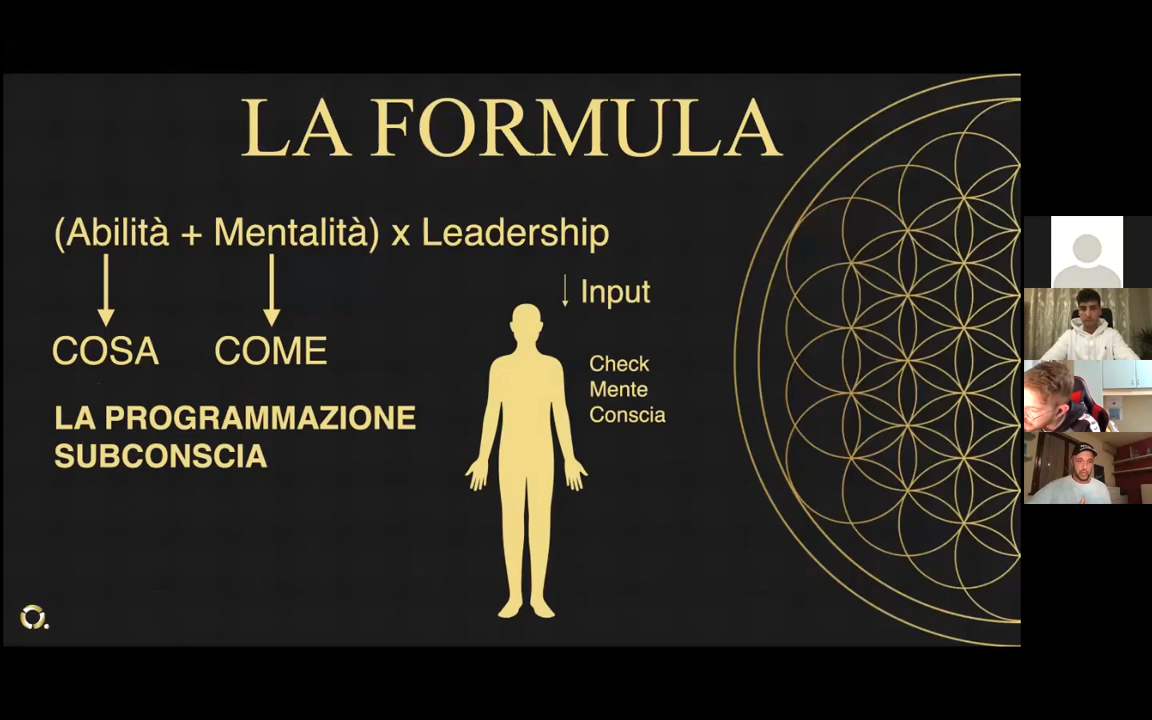 LA FORMULA
(Abilità + Mentalità) x Leadership
Input
COSA COME
Check
Mente
Conscia
LA PROGRAMMAZIONE
SUBCONSCIA